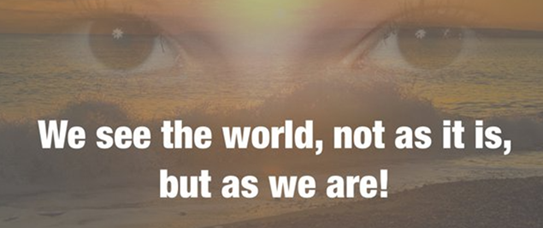 We see the world, not as it is,
but as we are!